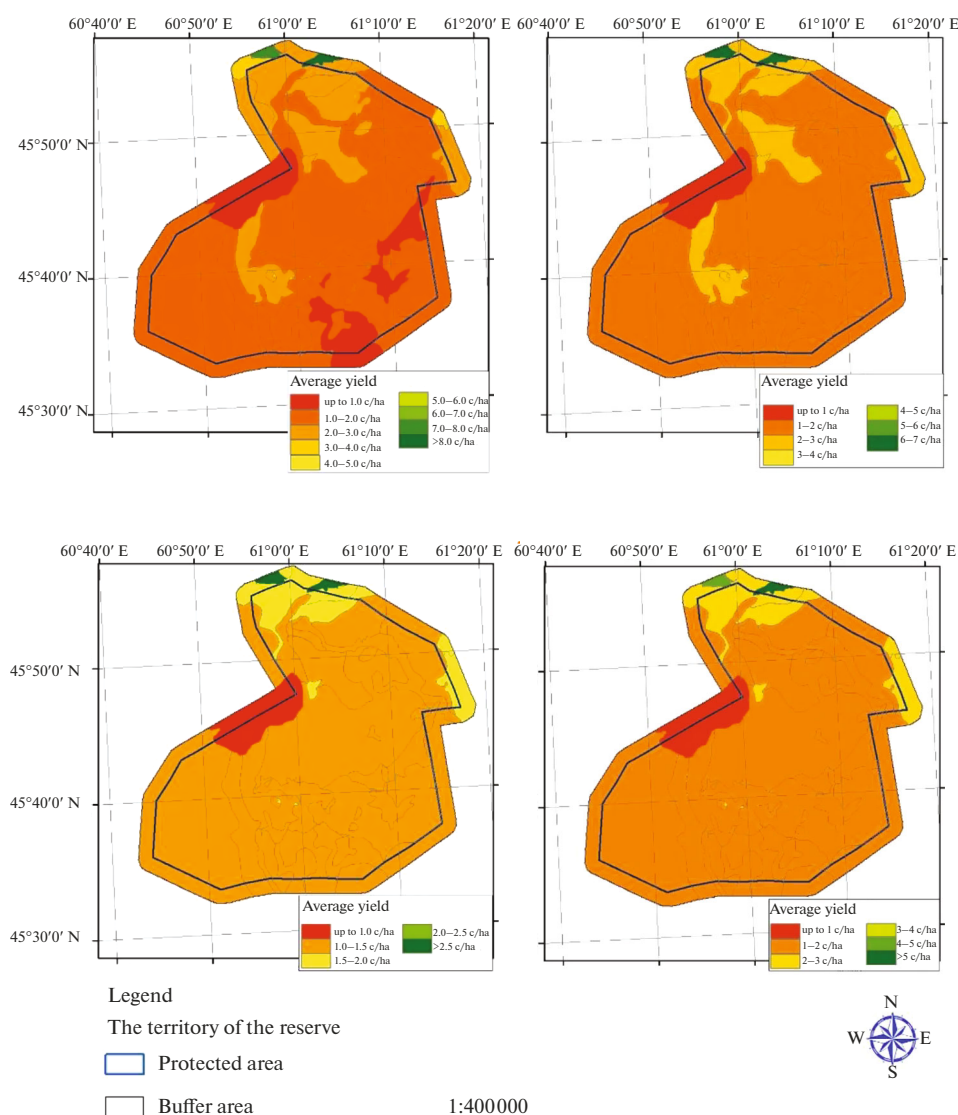 60°40′0′ E 60°50′0′ E 61°00′0′ E 61°10′0′ E 61°20′0′ E
60°40′0′ E 60°50′0′ E 61°00′0′ E 61°10′0′ E 61°20′0′ E
45°50′0′ N
45°40′0′ N
45°30′0′ N
Average yield
up to 1.0 c/ha
1.0–2.0 c/ha
2.0–3.0 c/ha
3.0–4.0 c/ha
4.0–5.0 c/ha
5.0–6.0 c/ha
6.0–7.0 c/ha
7.0–8.0 c/ha
>8.0 c/ha
Average yield
up to 1 c/ha
1–2 c/ha
2–3 c/ha
3–4 c/ha
4–5 c/ha
5–6 c/ha
6–7 c/ha
60°40′0′ E 60°50′0′ E 61°00′0′ E 61°10′0′ E 61°20′0′ E
60°40′0′ E 60°50′0′ E 61°00′0′ E 61°10′0′ E 61°20′0′ E
45°50′0′ N
45°40′0′ N
45°30′0′ N
Average yield
up to 1.0 c/ha
1.0–1.5 c/ha
1.5–2.0 c/ha
2.0–2.5 c/ha
>2.5 c/ha
Average yield
up to 1 c/ha
1–2 c/ha
2–3 c/ha
3–4 c/ha
4–5 c/ha
>5 c/ha
Legend
The territory of the reserve
Protected area
Buffer area
1:400000
N
W E
S